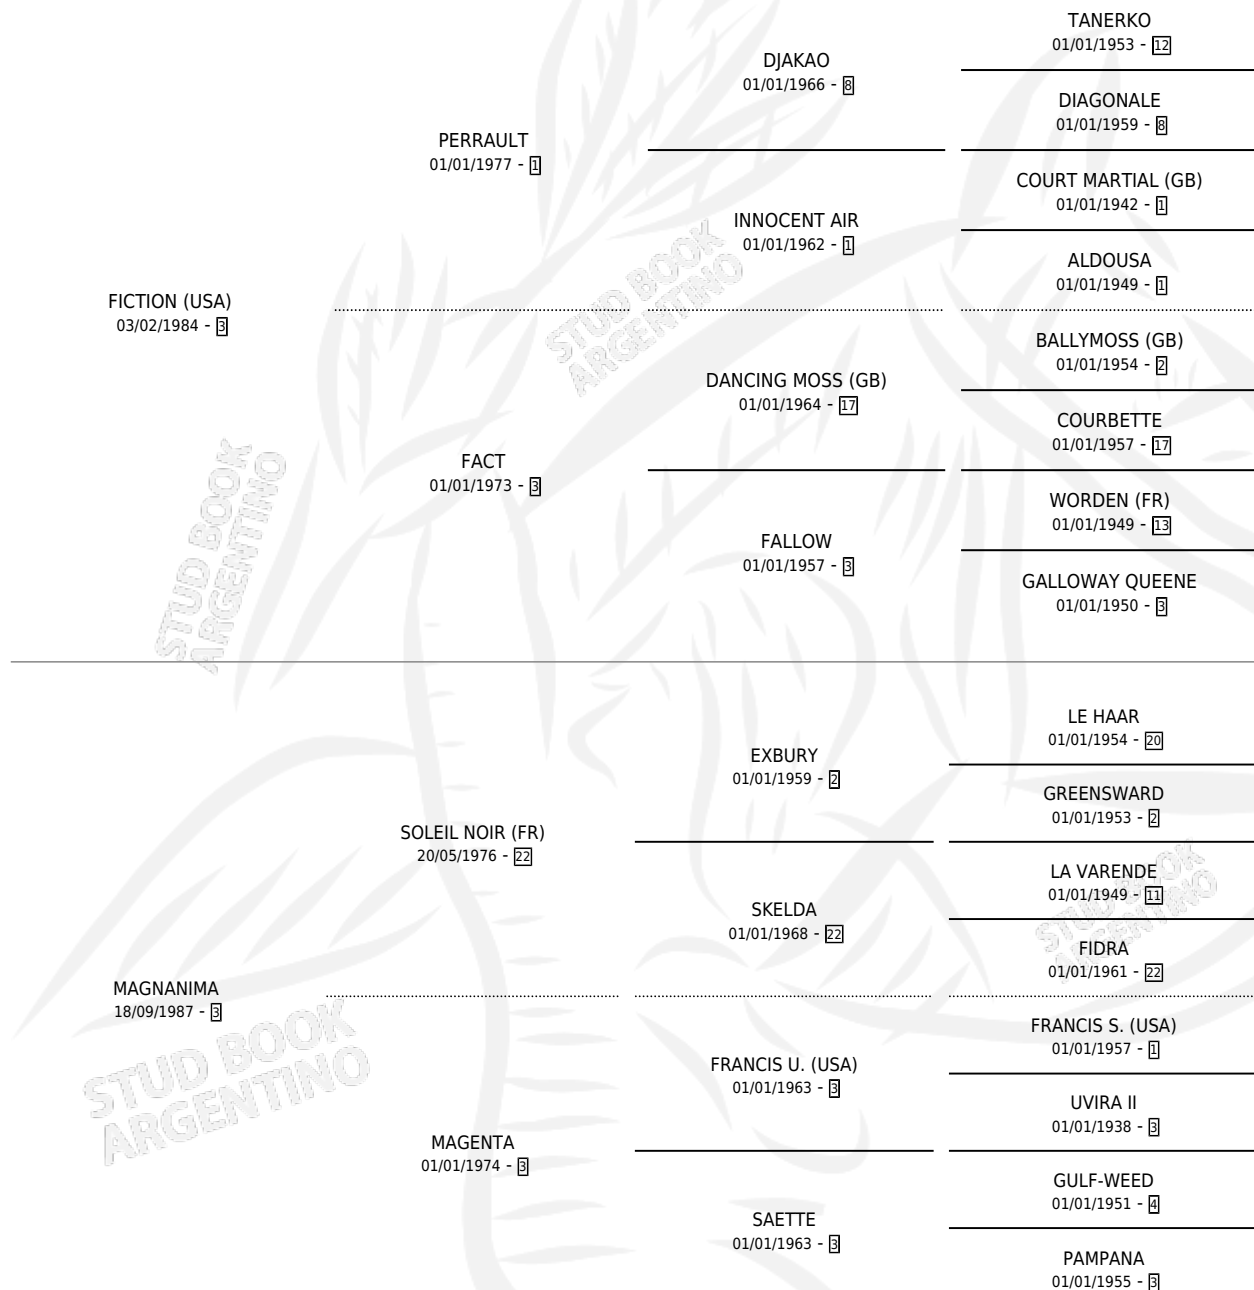 TANERKO
01/01/1953 - 12
DJAKAO
01/01/1966 - 8
DIAGONALE
01/01/1959 - 8
PERRAULT
01/01/1977 - 1
COURT MARTIAL (GB)
01/01/1942 - 1
INNOCENT AIR
01/01/1962 - 1
ALDOUSA
01/01/1949 - 1
FICTION (USA)
03/02/1984 - 3
BALLYMOSS (GB)
01/01/1954 - 2
DANCING MOSS (GB)
01/01/1964 - 17
COURBETTE
01/01/1957 - 17
FACT
01/01/1973 - 3
WORDEN (FR)
01/01/1949 - 13
FALLOW
01/01/1957 - 3
GALLOWAY QUEENE
01/01/1950 - 3
LE HAAR
01/01/1954 - 20
EXBURY
01/01/1959 - 2
GREENSWARD
01/01/1953 - 2
SOLEIL NOIR (FR)
20/05/1976 - 22
LA VARENDE
01/01/1949 - 11
SKELDA
01/01/1968 - 22
FIDRA
01/01/1961 - 22
MAGNANIMA
18/09/1987 - 3
FRANCIS S. (USA)
01/01/1957 - 1
FRANCIS U. (USA)
01/01/1963 - 3
UVIRA II
01/01/1938 - 3
MAGENTA
01/01/1974 - 3
GULF-WEED
01/01/1951 - 4
SAETTE
01/01/1963 - 3
PAMPANA
01/01/1955 - 3
STUD BOOK
ARGENTINO
STUD BOOK
ARGENTINO
STUD BOOK
ARGENTINO
STUD BOOK
ARGENTINO